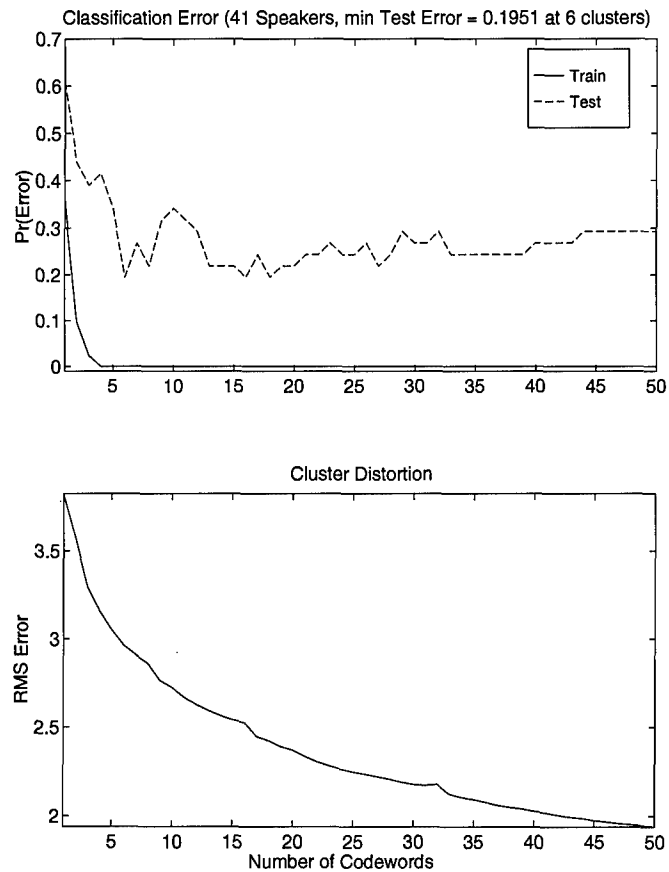 Classification Error (41 Speakers, min Test Error = 0.1951 at 6 clusters)
0.7
0.6
0.5
0.4
0.3
0.2
0.1
0
Pr(Error)
Train
Test
5 10 15 20 25 30 35 40 45 50
Cluster Distortion
3.5
3
2.5
2
RMS Error
5 10 15 20 25 30 35 40 45 50
Number of Codewords